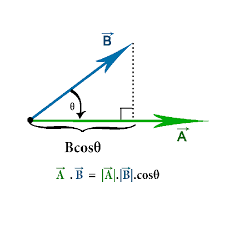 B⃗
θ
A⃗
Bcosθ
A⃗ . B⃗ = |A⃗|.|B⃗|.cosθ